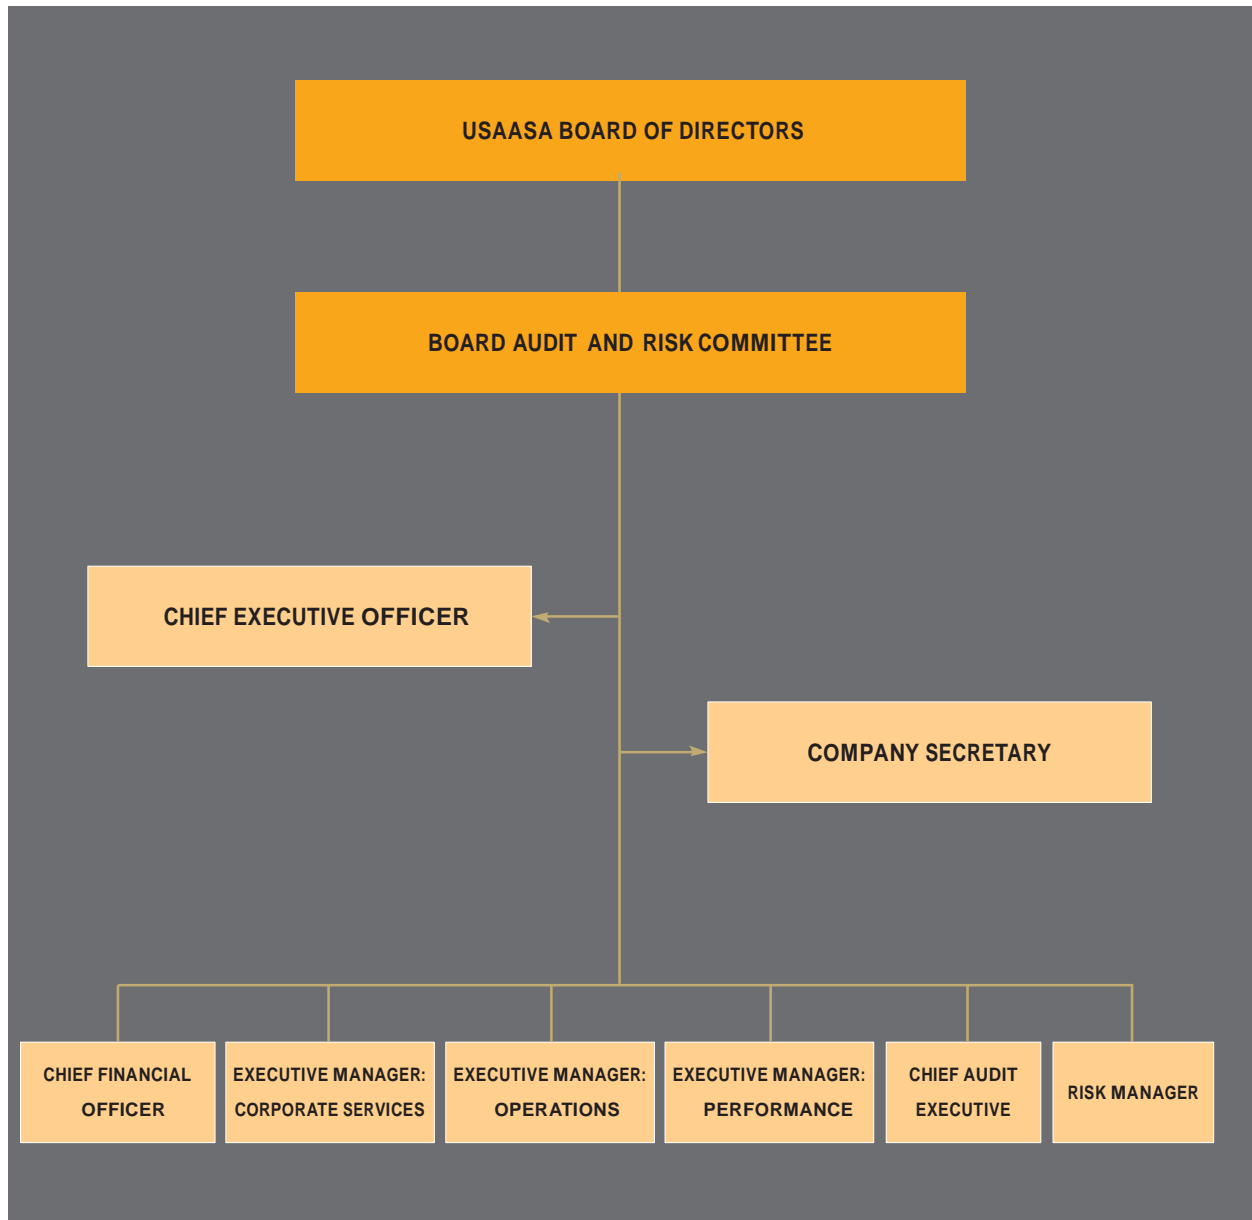 USAASA BOARD OF DIRECTORS
BOARD AUDIT AND RISK COMMITTEE
CHIEF EXECUTIVE OFFICER
COMPANY SECRETARY
CHIEF FINANCIAL
OFFICER
EXECUTIVE MANAGER:
CORPORATE SERVICES
EXECUTIVE MANAGER:
OPERATIONS
EXECUTIVE MANAGER:
PERFORMANCE
CHIEF AUDIT
EXECUTIVE
RISK MANAGER